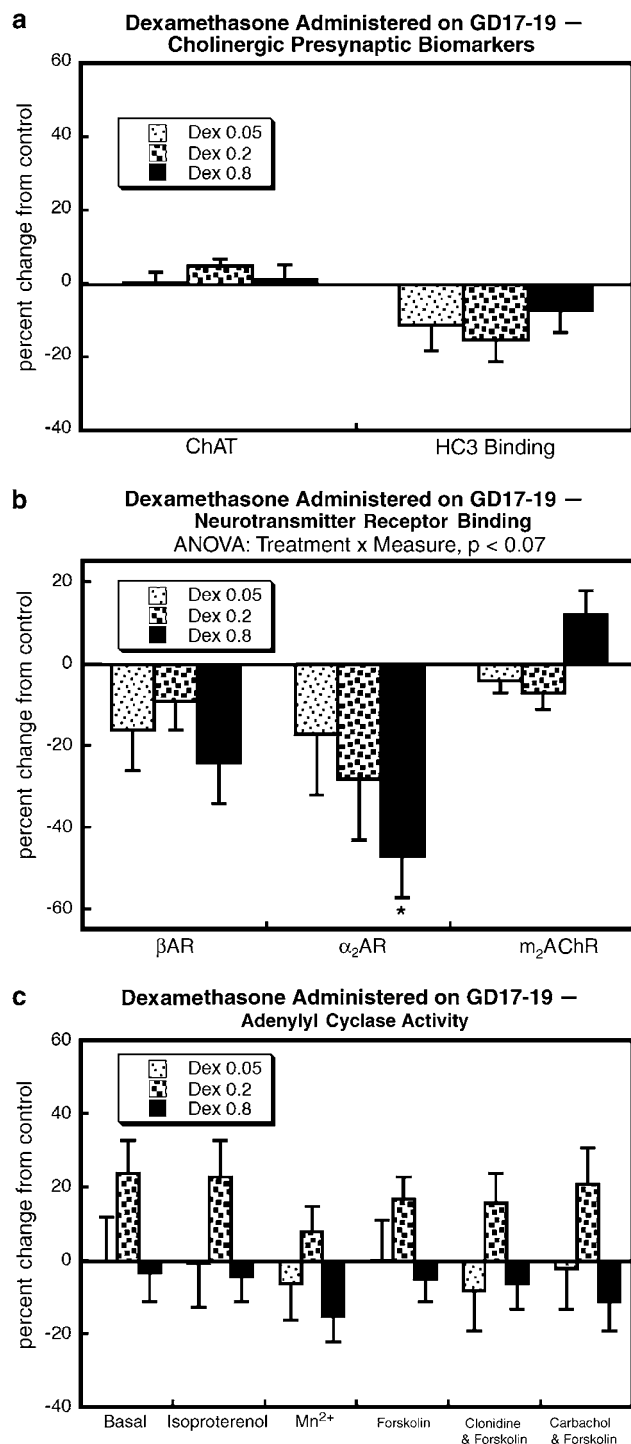 a
Dexamethasone Administered on GD17-19 —
Cholinergic Presynaptic Biomarkers
percent change from control
60
40
20
0
-20
-40
Dex 0.05
Dex 0.2
Dex 0.8
ChAT HC3 Binding
b
Dexamethasone Administered on GD17-19 —
Neurotransmitter Receptor Binding
ANOVA: Treatment x Measure, p < 0.07
percent change from control
20
0
-20
-40
-60
Dex 0.05
Dex 0.2
Dex 0.8
*
βAR α₂AR m₂AChR
c
Dexamethasone Administered on GD17-19 —
Adenylyl Cyclase Activity
percent change from control
60
40
20
0
-20
-40
Dex 0.05
Dex 0.2
Dex 0.8
Basal Isoproterenol Mn²⁺ Forskolin Clonidine Carbachol
& Forskolin & Forskolin